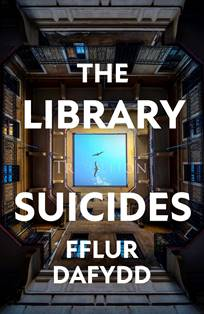 THE
LIBRARY
SUICIDES
FFLUR
DAFYDD